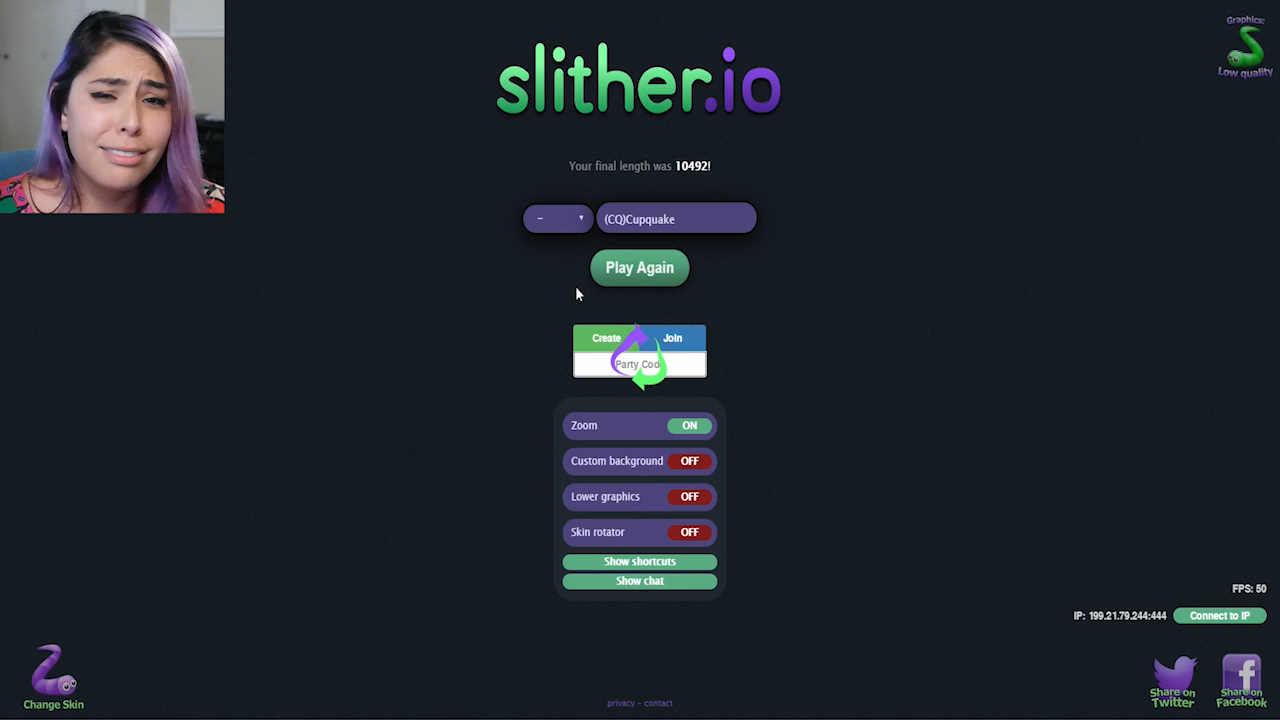 Graphics:
Low quality
slither.io
Your final length was 10492!
-
(CQ)Cupquake
Play Again
Create
Join
Party Cod
Zoom ON
Custom background OFF
Lower graphics OFF
Skin rotator OFF
Show shortcuts
Show chat
FPS: 50
IP: 199.21.79.244:444 Connect to IP
Change Skin
privacy - contact
Share on
Twitter
Share on
Facebook